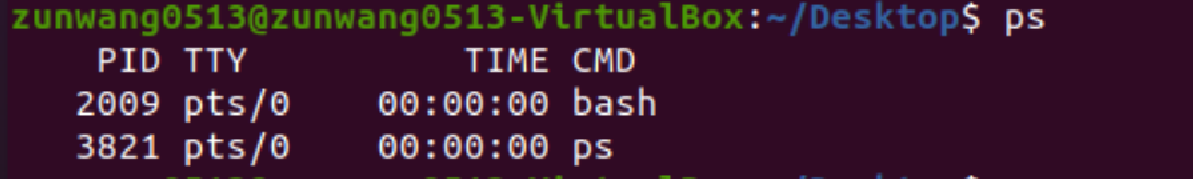 zunwang0513@zunwang0513-VirtualBox:~/Desktop$ ps
    PID TTY          TIME CMD
   2009 pts/0    00:00:00 bash
   3821 pts/0    00:00:00 ps